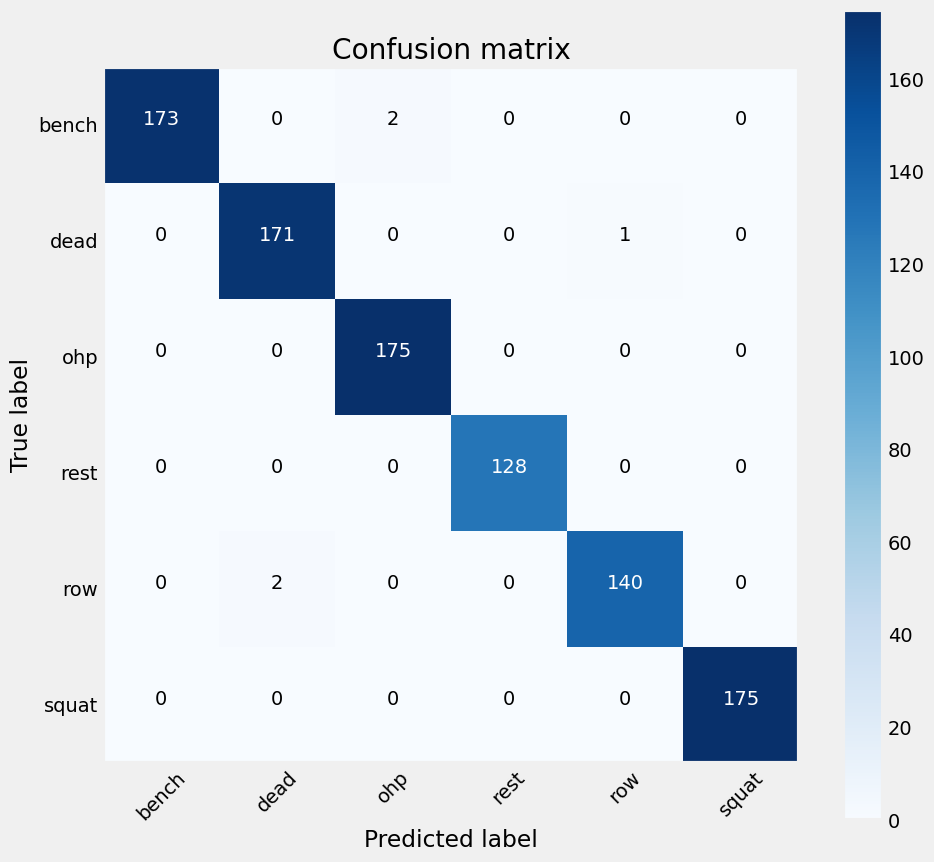 Confusion matrix
bench 173 0 2 0 0 0
dead 0 171 0 0 1 0
ohp 0 0 175 0 0 0
rest 0 0 0 128 0 0
row 0 2 0 0 140 0
squat 0 0 0 0 0 175
bench dead ohp rest row squat
True label
Predicted label
160
140
120
100
80
60
40
20
0